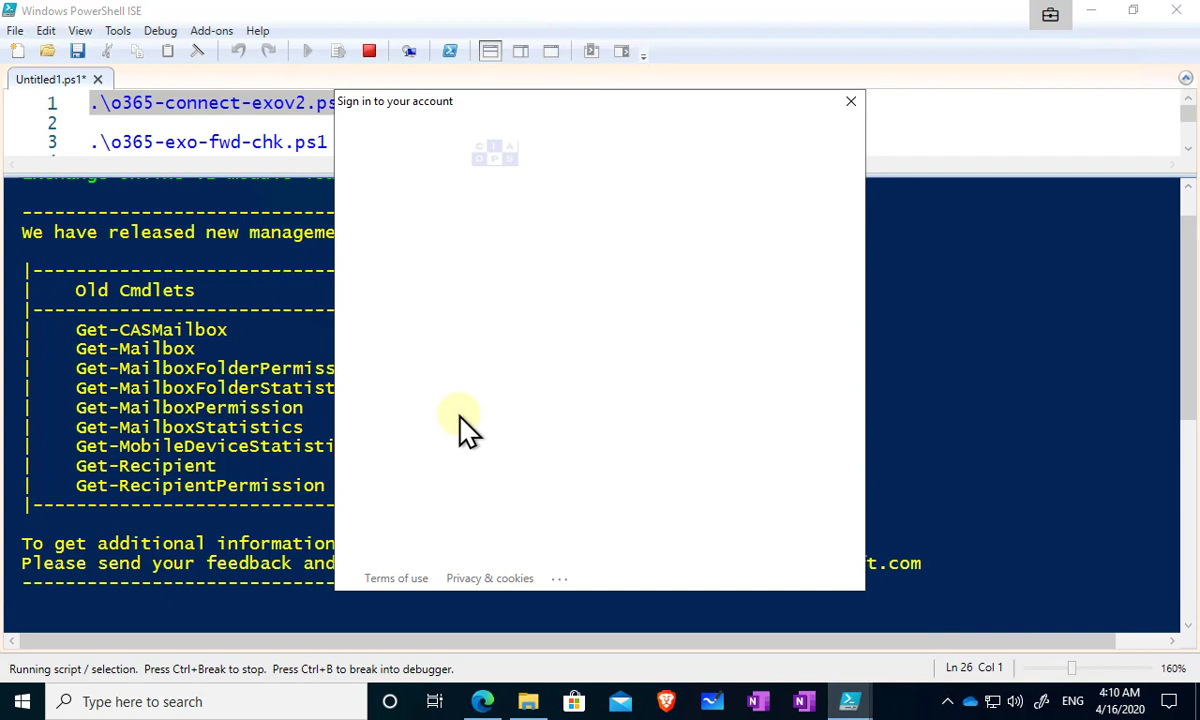 Windows PowerShell ISE
File Edit View Tools Debug Add-ons Help
Untitled1.ps1* X
1 .\o365-connect-exov2.ps
2
3 .\o365-exo-fwd-chk.ps1
Sign in to your account
CIA
OPS
We have released new manageme
Old Cmdlets
Get-CASMailbox
Get-Mailbox
Get-MailboxFolderPermiss
Get-MailboxFolderStatist
Get-MailboxPermission
Get-MailboxStatistics
Get-MobileDeviceStatisti
Get-Recipient
Get-RecipientPermission
To get additional information
Please send your feedback and t.com
Terms of use Privacy & cookies ...
Running script / selection. Press Ctrl+Break to stop. Press Ctrl+B to break into debugger.
Ln 26 Col 1
160%
Type here to search
ENG
4:10 AM
4/16/2020